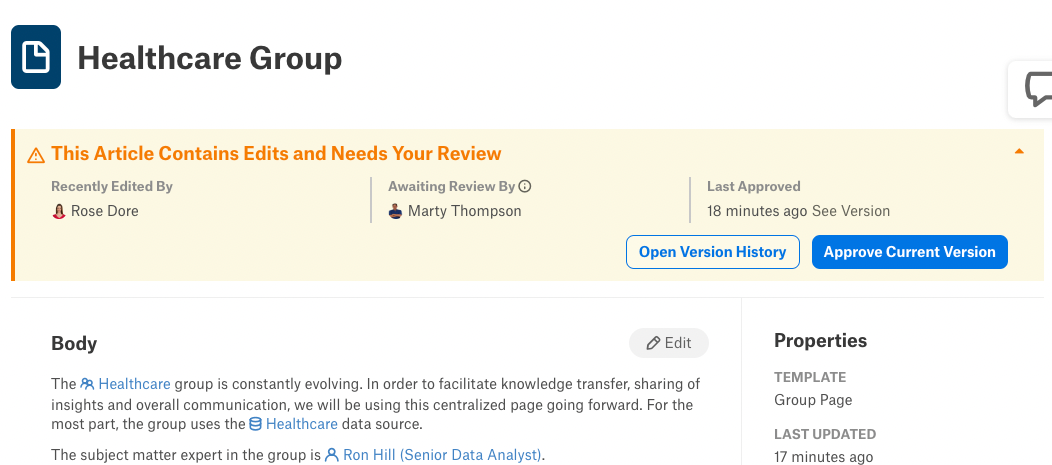 Healthcare Group
This Article Contains Edits and Needs Your Review
Recently Edited By
Rose Dore
Awaiting Review By
Marty Thompson
Last Approved
18 minutes ago See Version
Open Version History
Approve Current Version
Body
Edit
The Healthcare group is constantly evolving. In order to facilitate knowledge transfer, sharing of
insights and overall communication, we will be using this centralized page going forward. For the
most part, the group uses the Healthcare data source.
The subject matter expert in the group is Ron Hill (Senior Data Analyst).
Properties
TEMPLATE
Group Page
LAST UPDATED
17 minutes ago